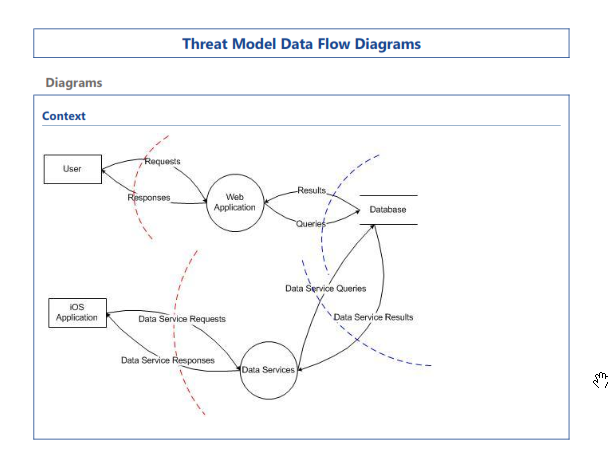 Threat Model Data Flow Diagrams
Diagrams
Context
User
Requests
Responses
Web
Application
Results
Queries
Database
Data Service Queries
iOS
Application
Data Service Requests
Data Service Results
Data Service Responses
Data Services